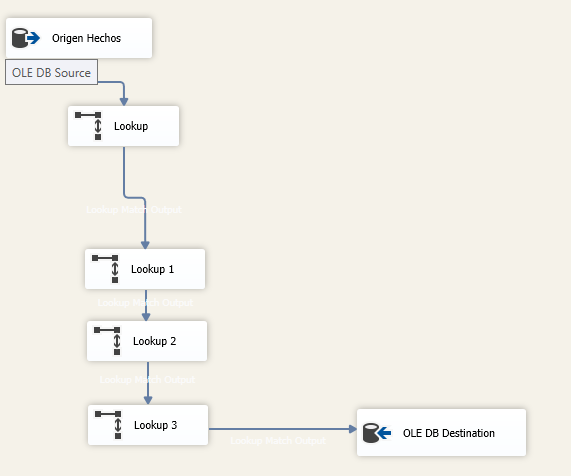 Origen Hechos
OLE DB Source
Lookup
Lookup Match Output
Lookup 1
Lookup Match Output
Lookup 2
Lookup Match Output
Lookup 3
OLE DB Destination
Lookup Match Output